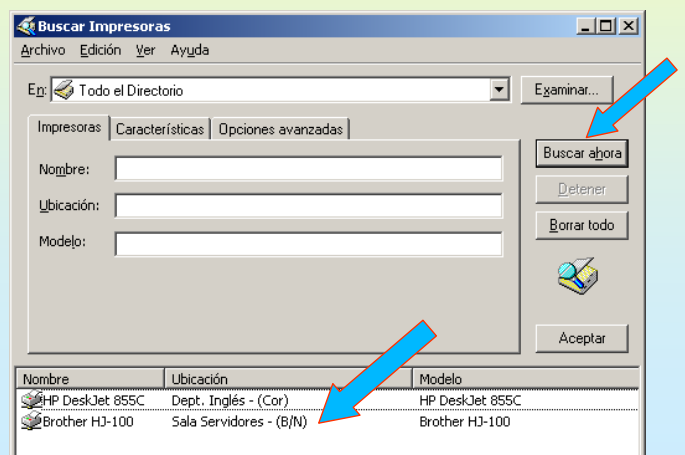 Buscar Impresoras
Archivo Edición Ver Ayuda
En: Todo el Directorio Examinar...
Impresoras Características Opciones avanzadas
Buscar ahora
Nombre:
Detener
Ubicación:
Borrar todo
Modelo:
Aceptar
Nombre Ubicación Modelo
HP DeskJet 855C Dept. Inglés - (Cor) HP DeskJet 855C
Brother HJ-100 Sala Servidores - (B/N) Brother HJ-100